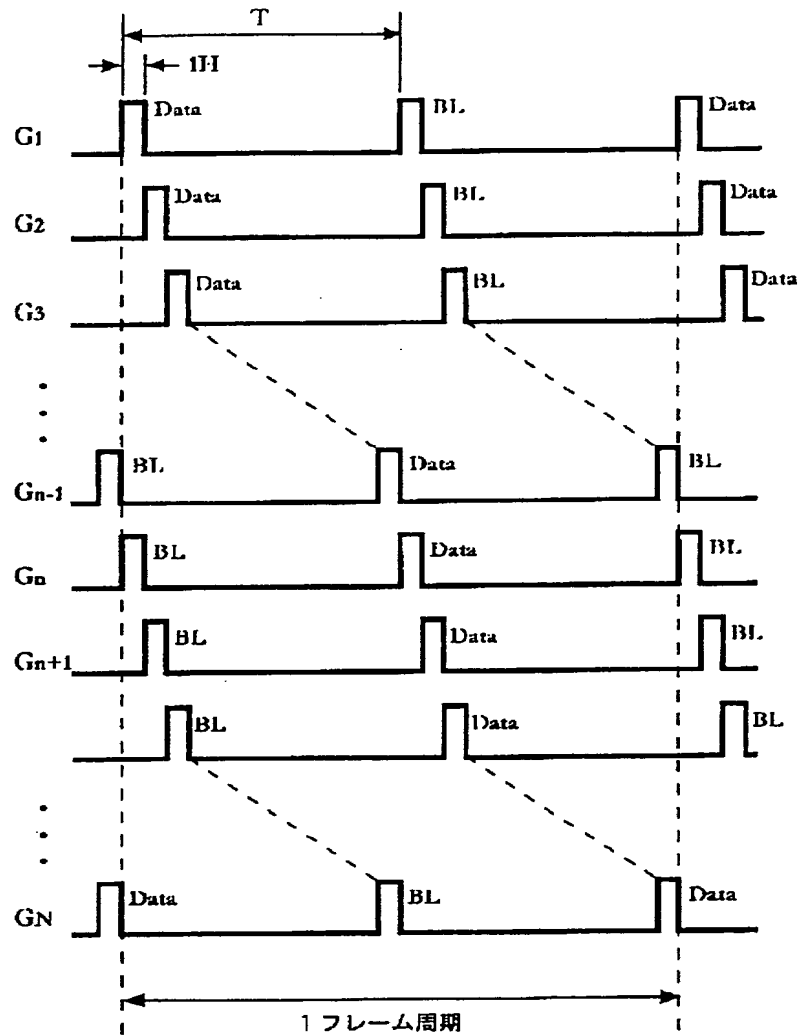 T
1H
G1 Data BL Data
G2 Data BL Data
G3 Data BL Data
Gn-1 BL Data BL
Gn BL Data BL
Gn+1 BL Data BL
BL Data BL
GN Data BL Data
1 フレーム周期